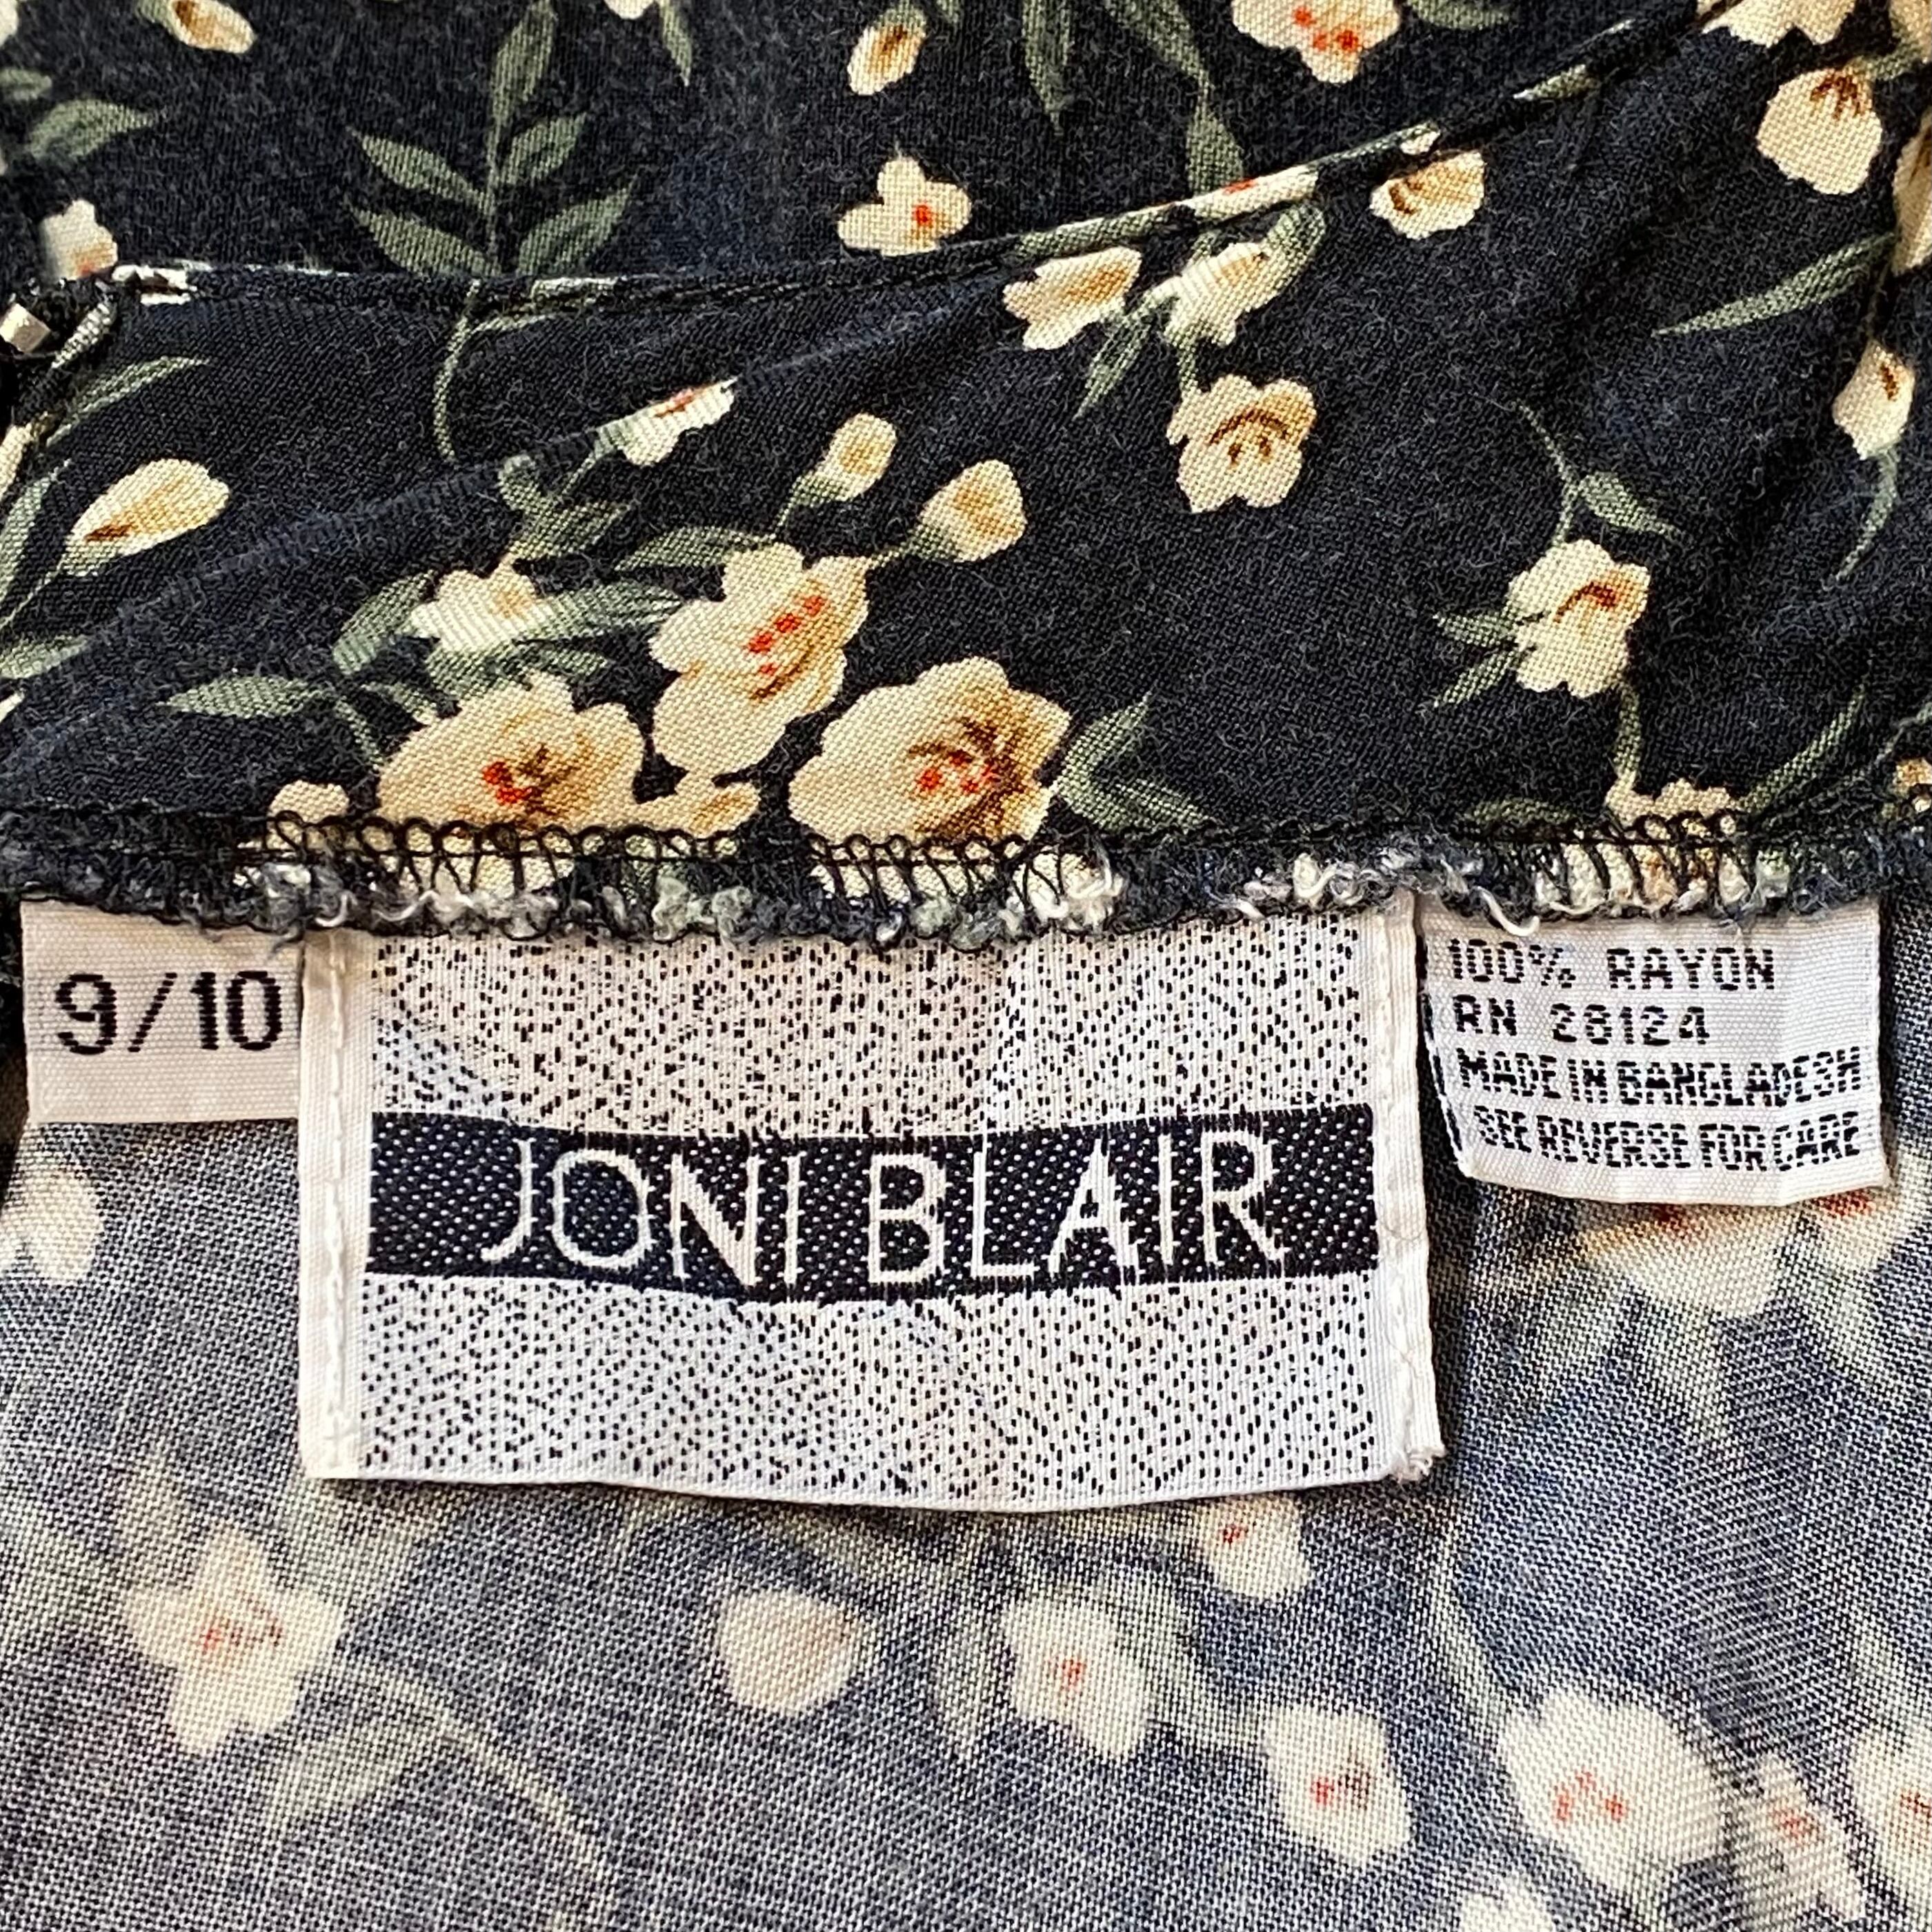 9/10
JONI BLAIR
100% RAYON
RN 28124
MADE IN BANGLADESH
SEE REVERSE FOR CARE